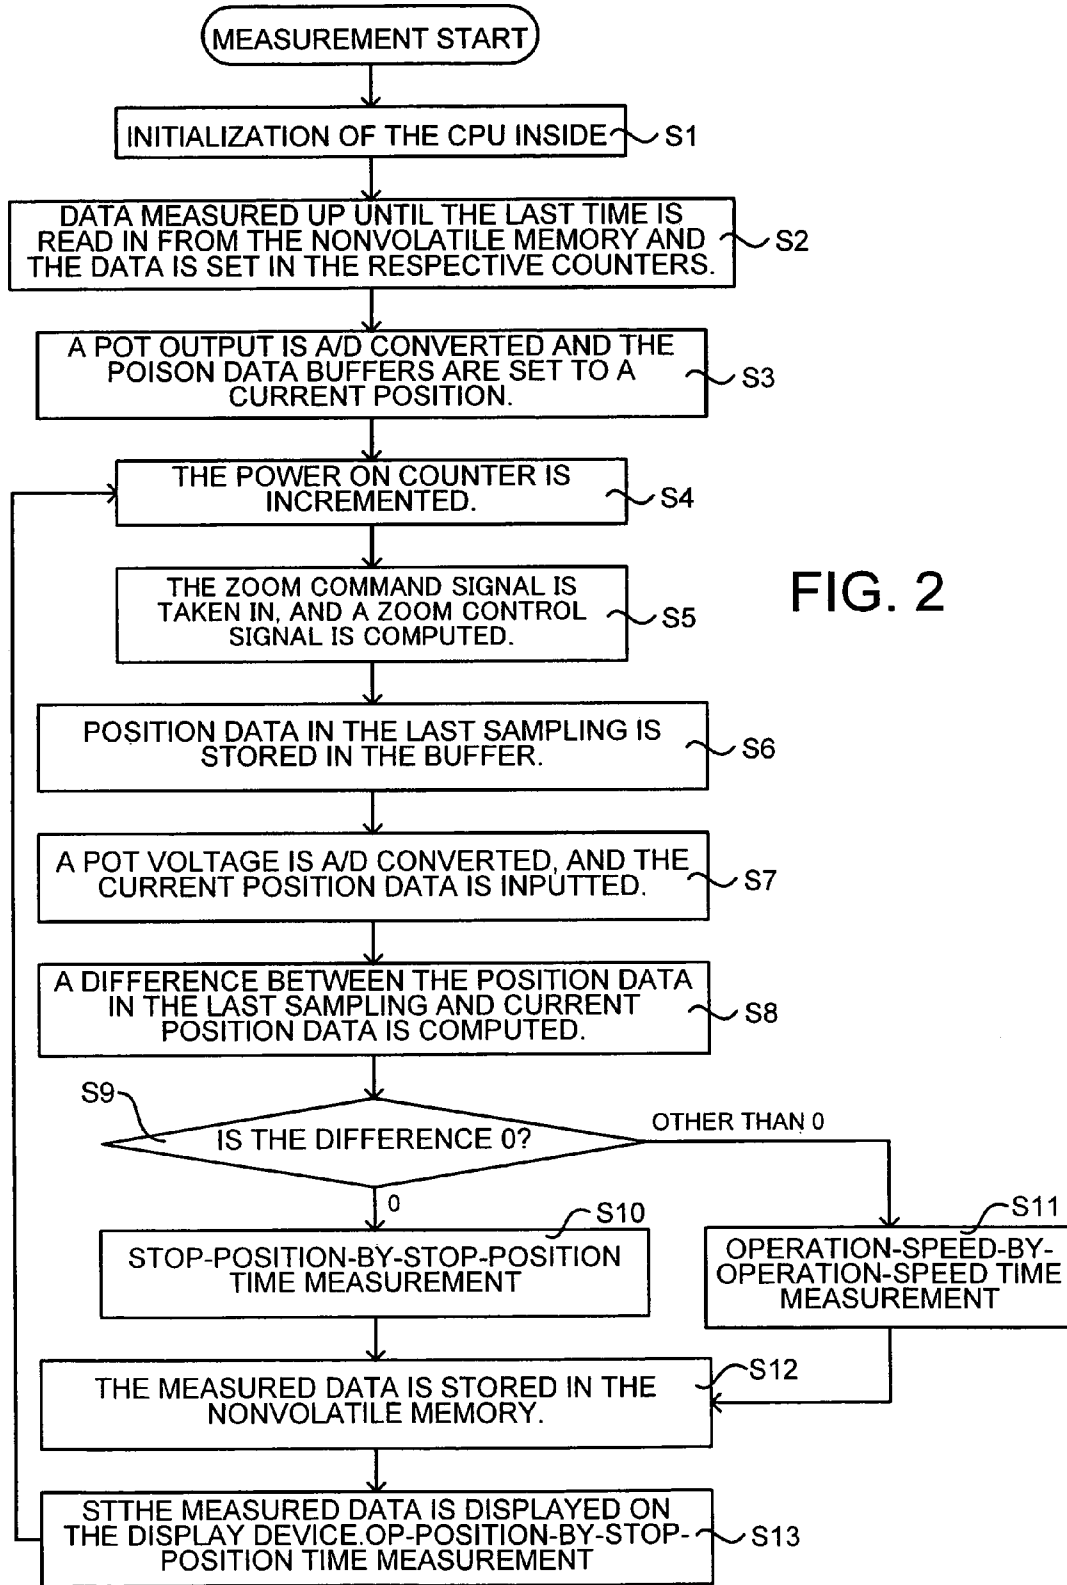 MEASUREMENT START
INITIALIZATION OF THE CPU INSIDE
S1
DATA MEASURED UP UNTIL THE LAST TIME IS
READ IN FROM THE NONVOLATILE MEMORY AND
THE DATA IS SET IN THE RESPECTIVE COUNTERS.
S2
A POT OUTPUT IS A/D CONVERTED AND THE
POISON DATA BUFFERS ARE SET TO A
CURRENT POSITION.
S3
THE POWER ON COUNTER IS
INCREMENTED.
S4
THE ZOOM COMMAND SIGNAL IS
TAKEN IN, AND A ZOOM CONTROL
SIGNAL IS COMPUTED.
S5
FIG. 2
POSITION DATA IN THE LAST SAMPLING IS
STORED IN THE BUFFER.
S6
A POT VOLTAGE IS A/D CONVERTED, AND THE
CURRENT POSITION DATA IS INPUTTED.
S7
A DIFFERENCE BETWEEN THE POSITION DATA
IN THE LAST SAMPLING AND CURRENT
POSITION DATA IS COMPUTED.
S8
S9
IS THE DIFFERENCE 0?
OTHER THAN 0
0
S10
STOP-POSITION-BY-STOP-POSITION
TIME MEASUREMENT
S11
OPERATION-SPEED-BY-
OPERATION-SPEED TIME
MEASUREMENT
THE MEASURED DATA IS STORED IN THE
NONVOLATILE MEMORY.
S12
STTHE MEASURED DATA IS DISPLAYED ON
THE DISPLAY DEVICE.OP-POSITION-BY-STOP-
POSITION TIME MEASUREMENT
S13